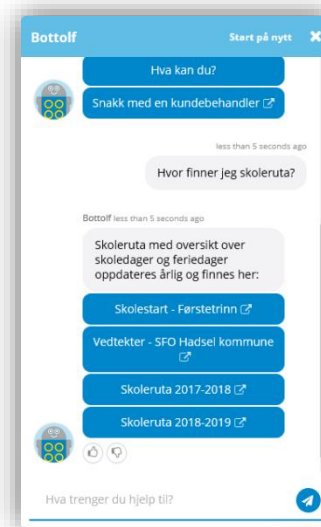 Bottolf
Start på nytt
Hva kan du?
Snakk med en kundebehandler
less than 5 seconds ago
Hvor finner jeg skoleruta?
Bottolf less than 5 seconds ago
Skoleruta med oversikt over
skoledager og feriedager
oppdateres årlig og finnes her:
Skolestart - Førstetrinn
Vedtekter - SFO Hadsel kommune
Skoleruta 2017-2018
Skoleruta 2018-2019
Hva trenger du hjelp til?